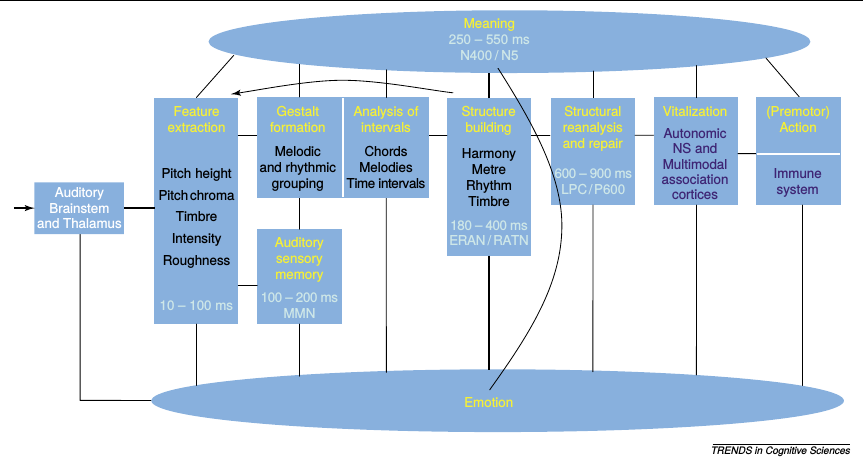 Meaning
250 – 550 ms
N400 / N5
Feature
extraction
Pitch height
Pitch chroma
Timbre
Intensity
Roughness
10 – 100 ms
Gestalt
formation
Melodic
and rhythmic
grouping
Analysis of
intervals
Chords
Melodies
Time intervals
Structure
building
Harmony
Metre
Rhythm
Timbre
180 – 400 ms
ERAN / RATN
Structural
reanalysis
and repair
600 – 900 ms
LPC / P600
Vitalization
Autonomic
NS and
Multimodal
association
cortices
(Premotor)
Action
Immune
system
Auditory
Brainstem
and Thalamus
Auditory
sensory
memory
100 – 200 ms
MMN
Emotion
TRENDS in Cognitive Sciences